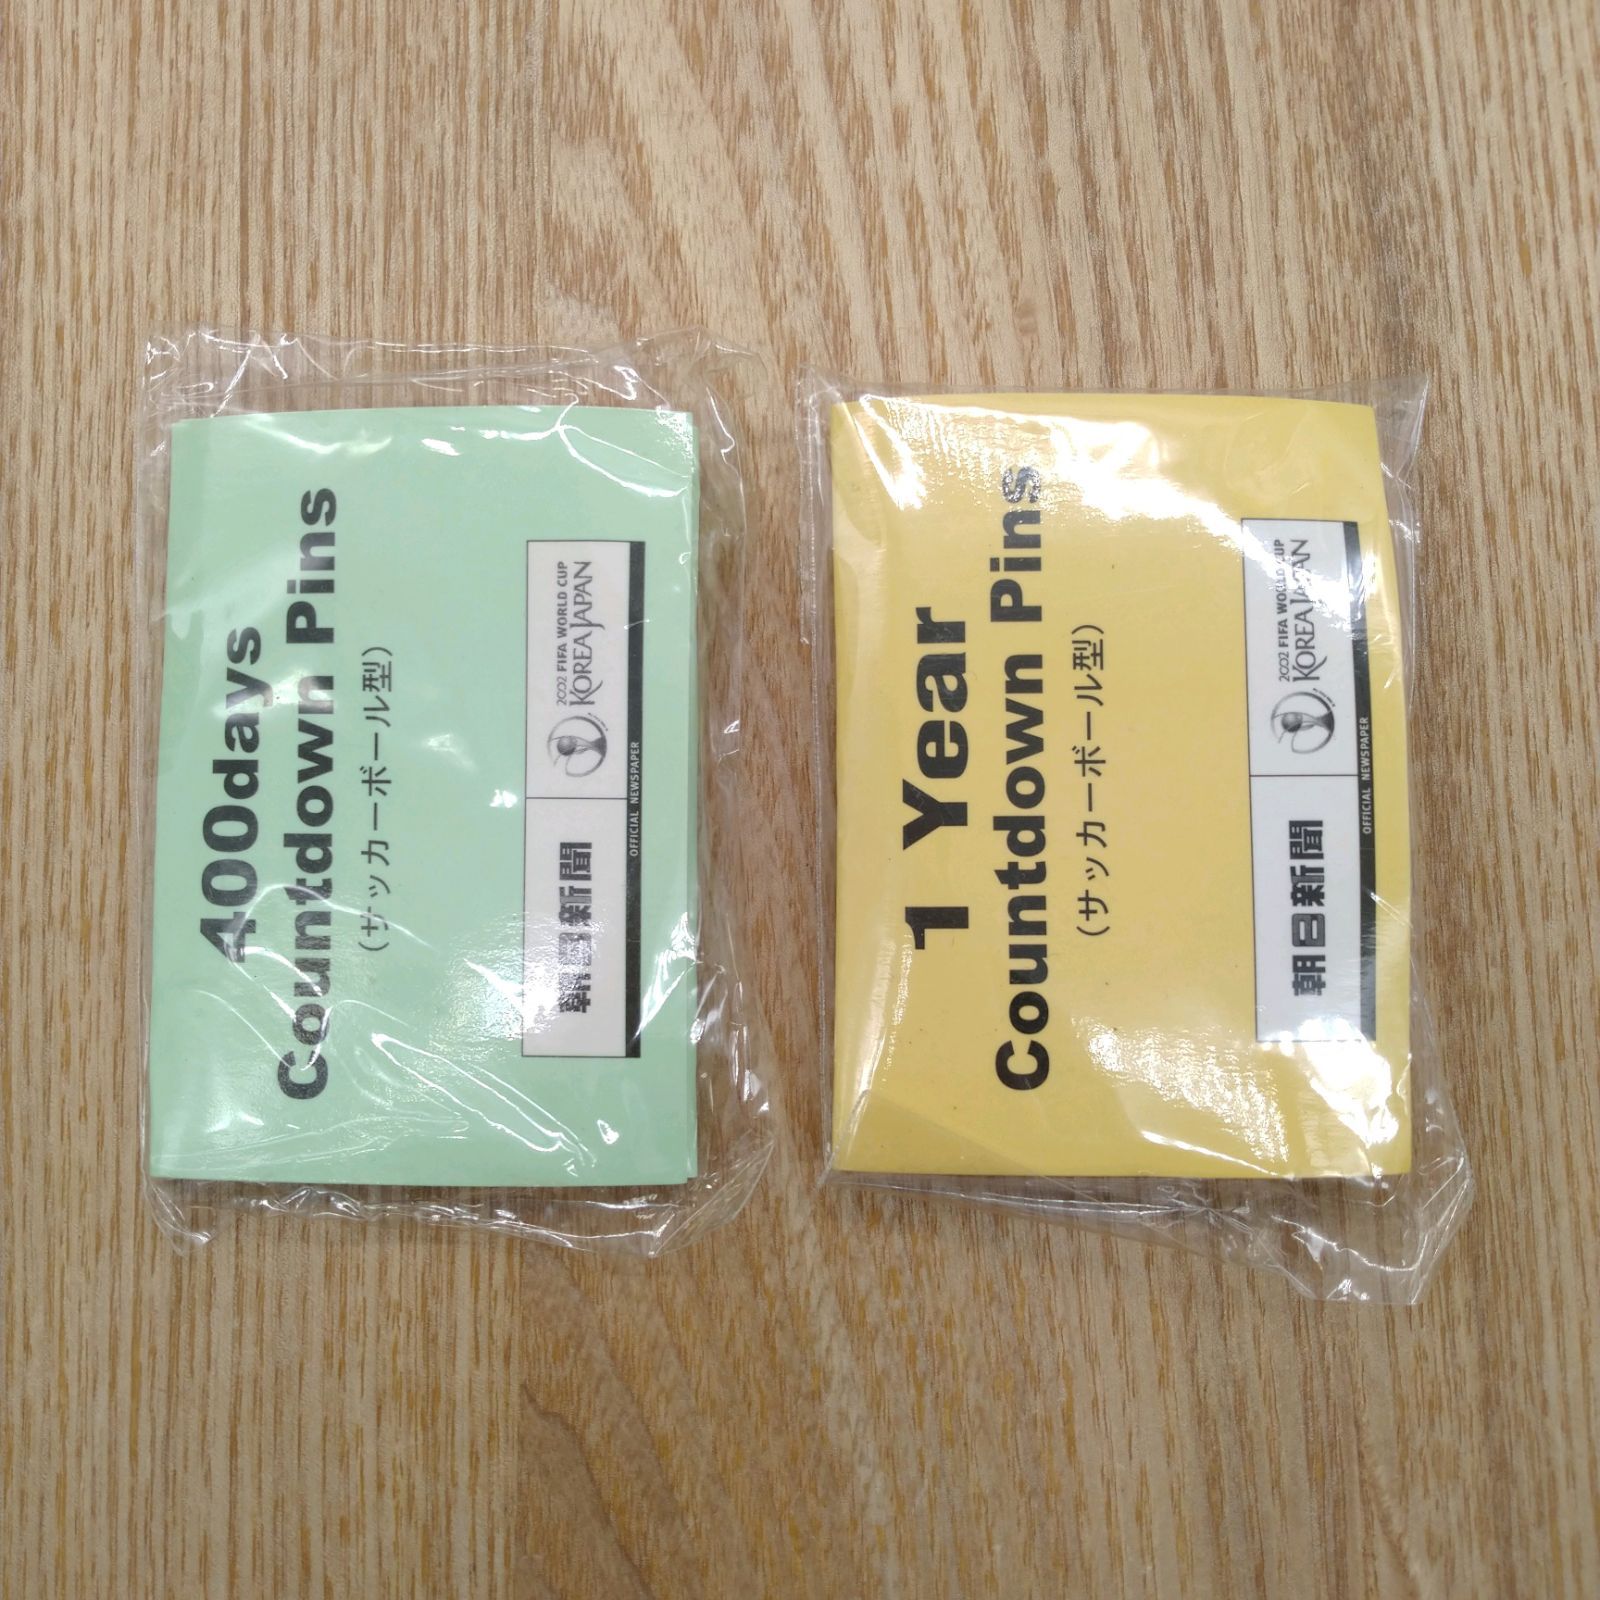 400days
Countdown Pins
(サッカーボール型)
朝日新聞
2002 FIFA WORLD CUP
KOREA JAPAN
OFFICIAL NEWSPAPER
1 Year
Countdown Pins
(サッカーボール型)
朝日新聞
2002 FIFA WORLD CUP
KOREA JAPAN
OFFICIAL NEWSPAPER